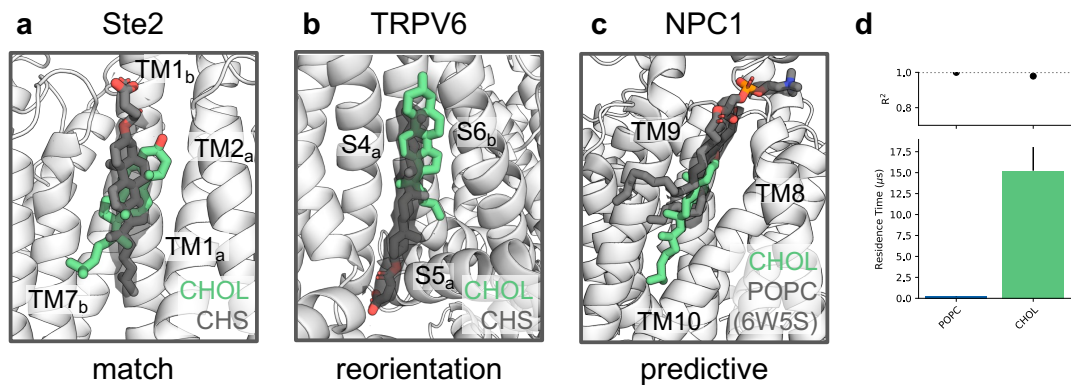 a Ste2
TM1b
TM2a
TM1a
TM7b
CHOL
CHS
match
b TRPV6
S4a
S6b
S5a
CHOL
CHS
reorientation
c NPC1
TM9
TM8
CHOL
POPC
TM10
(6W5S)
predictive
d
1,0
0,8
R²
17,5
15,0
12,5
10,0
7,5
5,0
2,5
0,0
Residence Time (µs)
POPC
CHOL